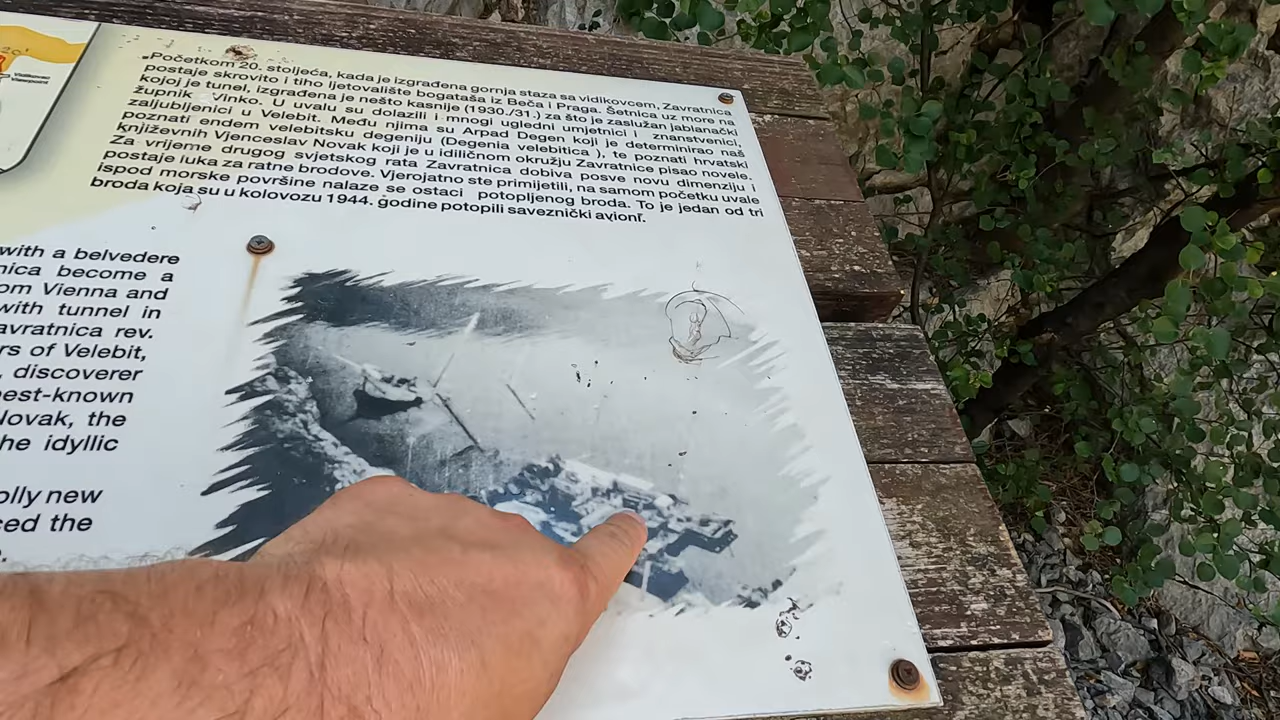 20'
Vidikovac
Viewpoint
„Početkom 20. stoljeća, kada je izgrađena gornja staza sa vidikovcem, Zavratnica
postaje skrovito i tiho ljetovalište bogataša iz Beča i Praga. Šetnica uz more na
kojoj je tunel, izgrađena je nešto kasnije (1930./31.) za što je zaslužan jablanački
župnik Vinko. U uvalu su dolazili i mnogi ugledni umjetnici i znanstvenici,
zaljubljenici u Velebit. Među njima su Arpad Degen koji je determinirao naš
poznati endem velebitsku degeniju (Degenia velebitica ), te poznati hrvatski
književnih Vjenceslav Novak koji je u idiličnom okružju Zavratnice pisao novele.
Za vrijeme drugog svjetskog rata Zavratnica dobiva posve novu dimenziju i
postaje luka za ratne brodove. Vjerojatno ste primijetili, na samom početku uvale
ispod morske površine nalaze se ostaci potopljenog broda. To je jedan od tri
broda koja su u kolovozu 1944. godine potopili saveznički avioni.
with a belvedere
nica become a
om Vienna and
with tunnel in
avratnica rev.
rs of Velebit,
, discoverer
best-known
Novak, the
he idyllic
olly new
ced the